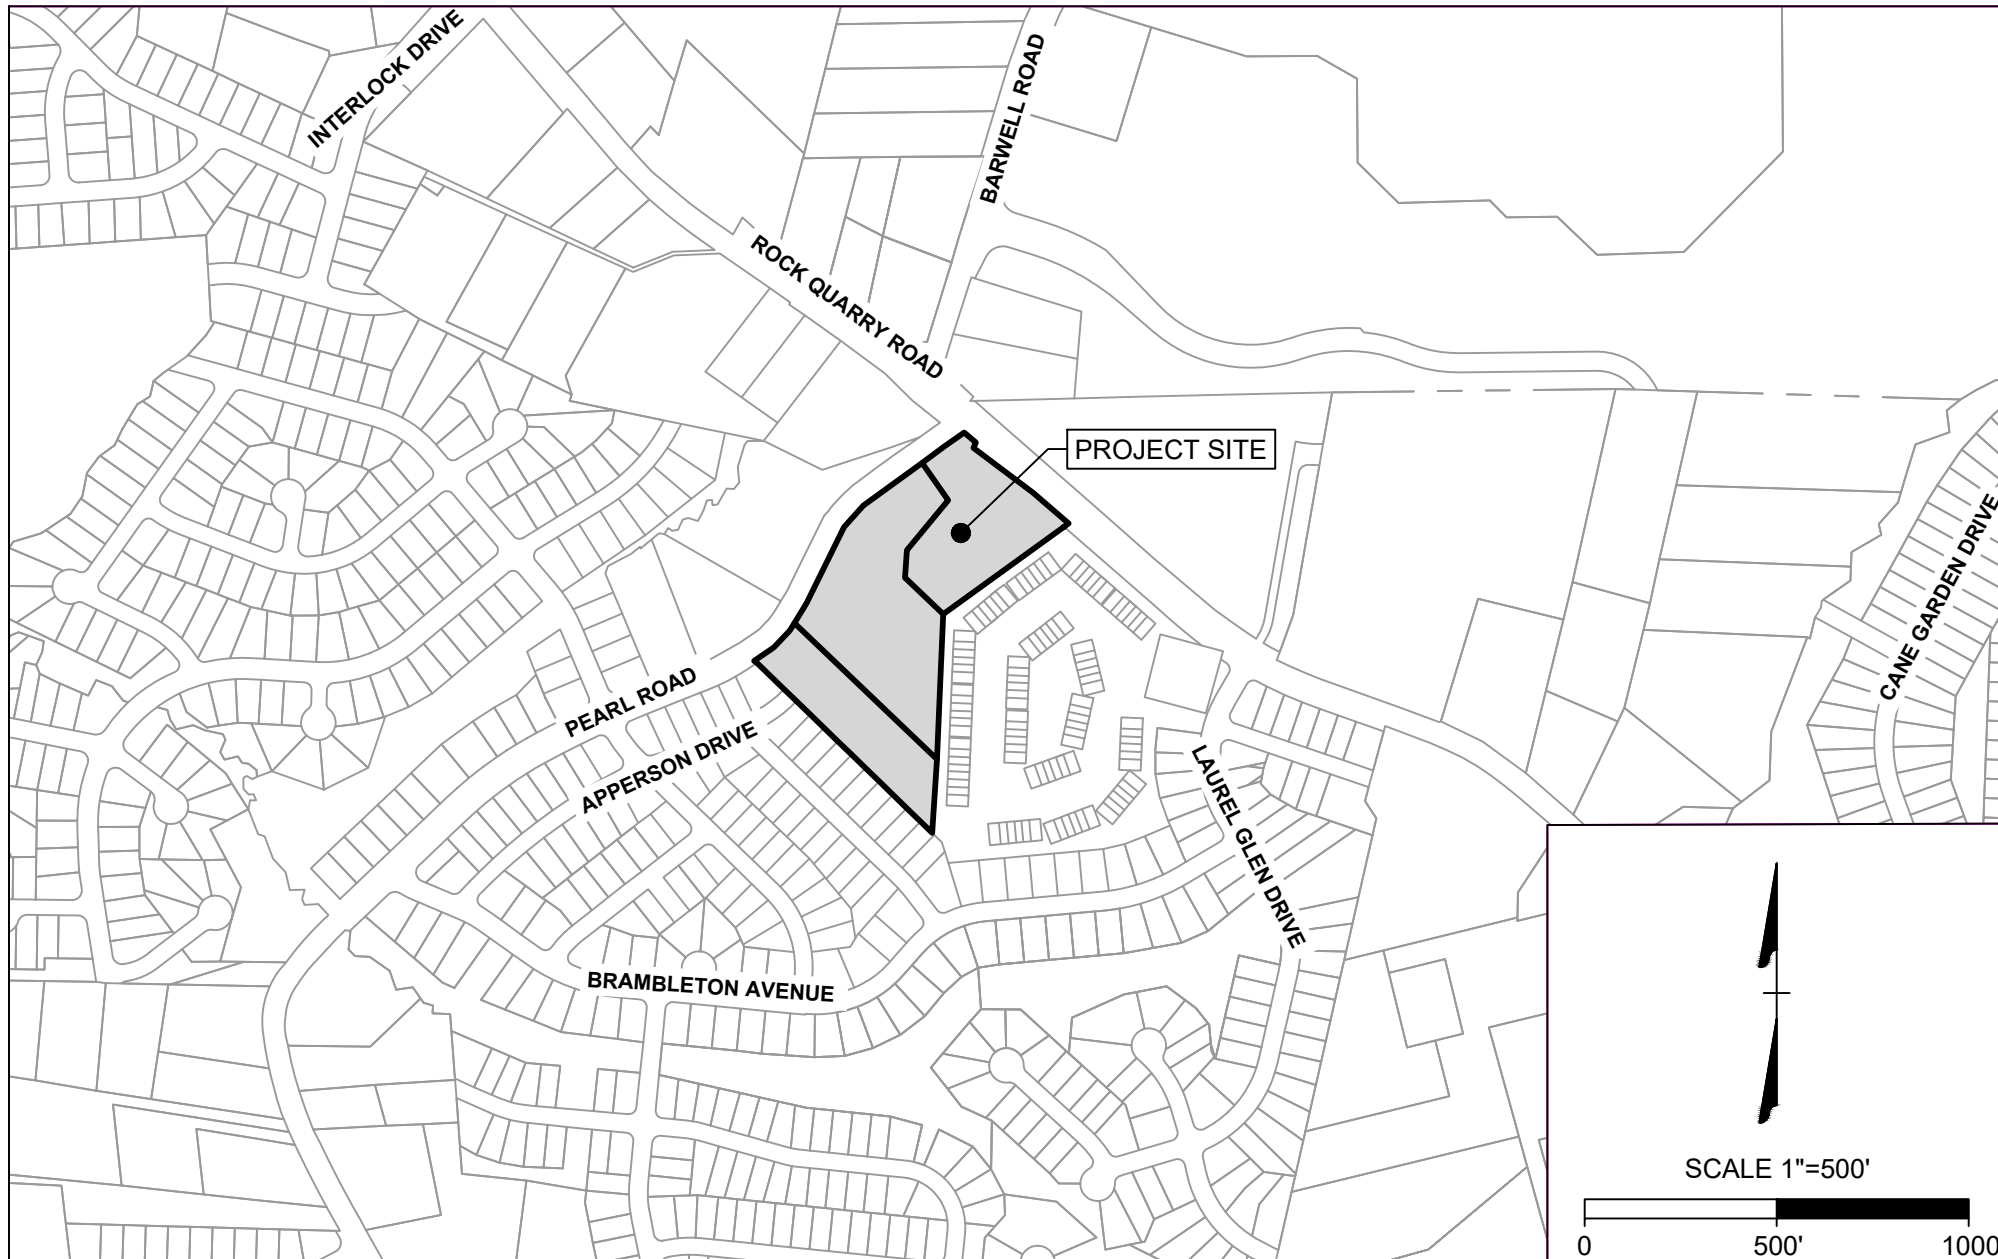 INTERLOCK DRIVE
BARWELL ROAD
ROCK QUARRY ROAD
PROJECT SITE
CANE GARDEN DRIVE
PEARL ROAD
APPERSON DRIVE
LAUREL GLEN DRIVE
BRAMBLETON AVENUE
SCALE 1"=500'
0 500' 1000